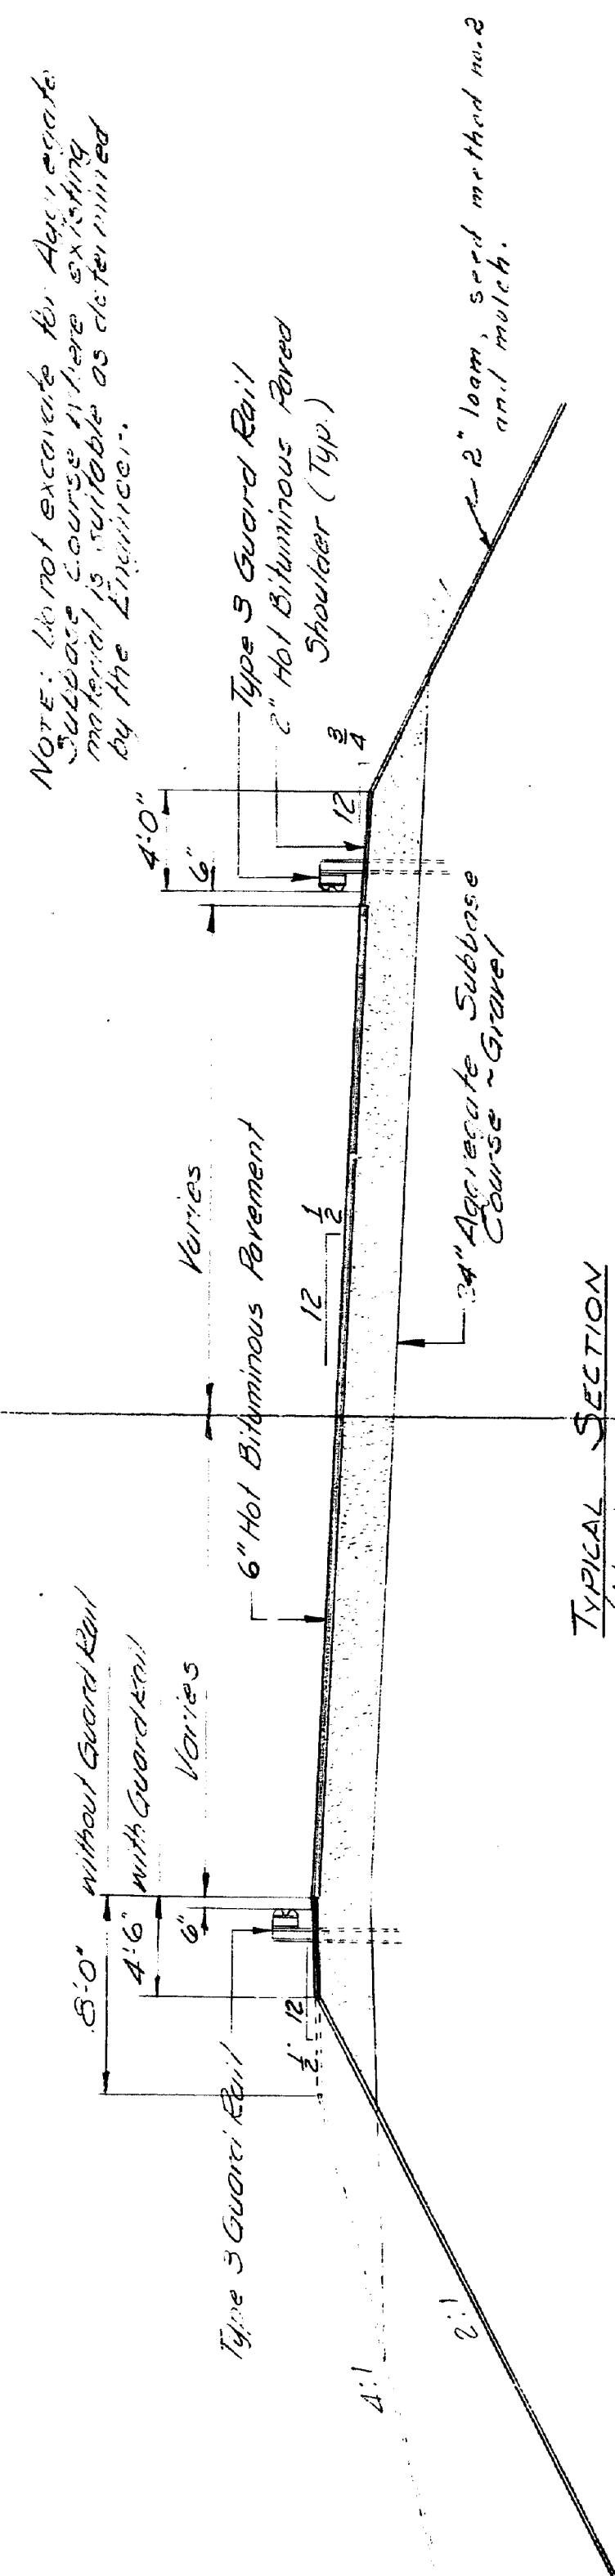 NOTE: Do not excavate for Aggregate
Subbase Course where existing
material is suitable as determined
by the Engineer.
8'-0"
without Guard Rail
4'-6"
with Guard Rail
6"
Varies
Varies
4'-0"
6"
Type 3 Guard Rail
6" Hot Bituminous Pavement
Type 3 Guard Rail
2" Hot Bituminous Paved
Shoulder (Typ.)
1/2
12
12
1/2
12
3/4
4:1
2:1
2" loam, seed method no. 2
and mulch.
24" Aggregate Subbase
Course ~ Gravel
TYPICAL SECTION